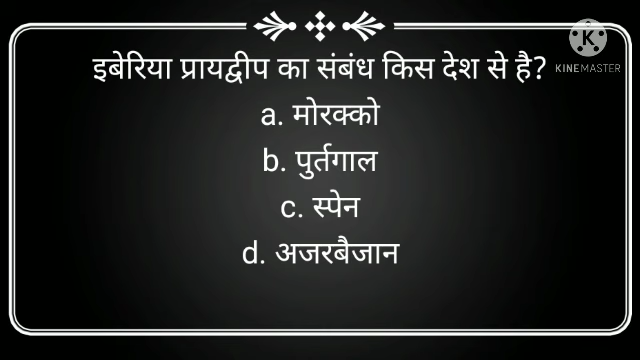 इबेरिया प्रायद्वीप का संबंध किस देश से है?
KINEMASTER
a. मोरक्को
b. पुर्तगाल
c. स्पेन
d. अजरबैजान